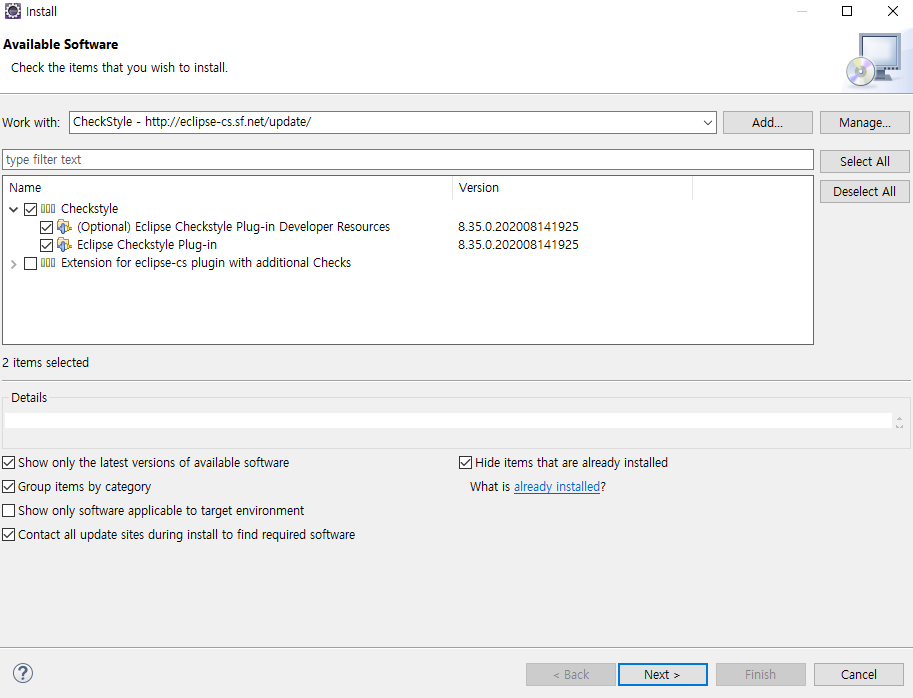 Install
Available Software
Check the items that you wish to install.
Work with: CheckStyle - http://eclipse-cs.sf.net/update/ Add... Manage...
type filter text Select All
Name Version Deselect All
Checkstyle
(Optional) Eclipse Checkstyle Plug-in Developer Resources 8.35.0.202008141925
Eclipse Checkstyle Plug-in 8.35.0.202008141925
Extension for eclipse-cs plugin with additional Checks
2 items selected
Details
Show only the latest versions of available software Hide items that are already installed
Group items by category What is already installed?
Show only software applicable to target environment
Contact all update sites during install to find required software
? < Back Next > Finish Cancel